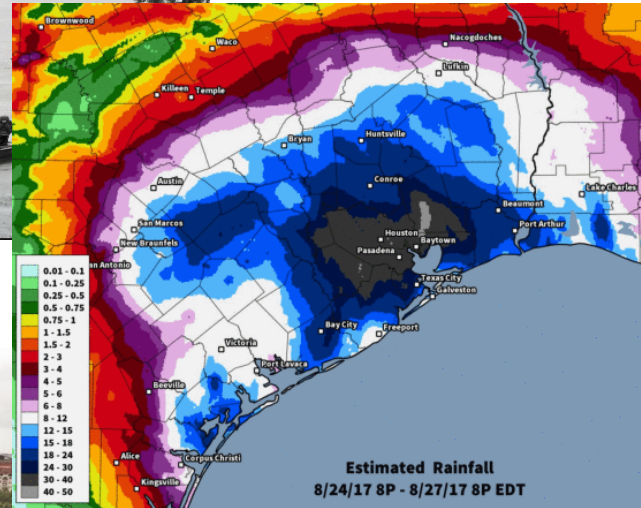 Brownwood
Waco
Nacogdoches
Lufkin
Killeen
Temple
Bryan
Huntsville
Austin
Conroe
Lake Charles
San Marcos
Beaumont
Port Arthur
New Braunfels
Houston
Baytown
Pasadena
an Antonio
Texas City
Galveston
Bay City
Freeport
Victoria
Port Lavaca
Beeville
Alice
Corpus Christi
Kingsville
0.01 - 0.1
0.1 - 0.25
0.25 - 0.5
0.5 - 0.75
0.75 - 1
1 - 1.5
1.5 - 2
2 - 3
3 - 4
4 - 5
5 - 6
6 - 8
8 - 12
12 - 15
15 - 18
18 - 24
24 - 30
30 - 40
40 - 50
Estimated Rainfall
8/24/17 8P - 8/27/17 8P EDT